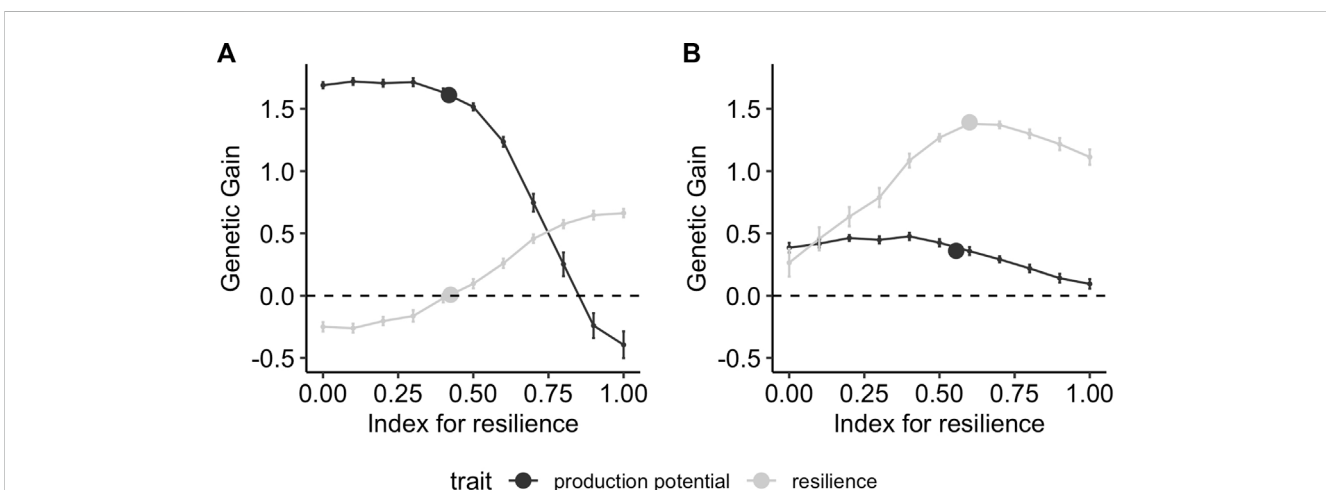 A
Genetic Gain
1.5
1.0
0.5
0.0
-0.5
0.00 0.25 0.50 0.75 1.00
Index for resilience
B
Genetic Gain
1.5
1.0
0.5
0.0
-0.5
0.00 0.25 0.50 0.75 1.00
Index for resilience
trait production potential resilience